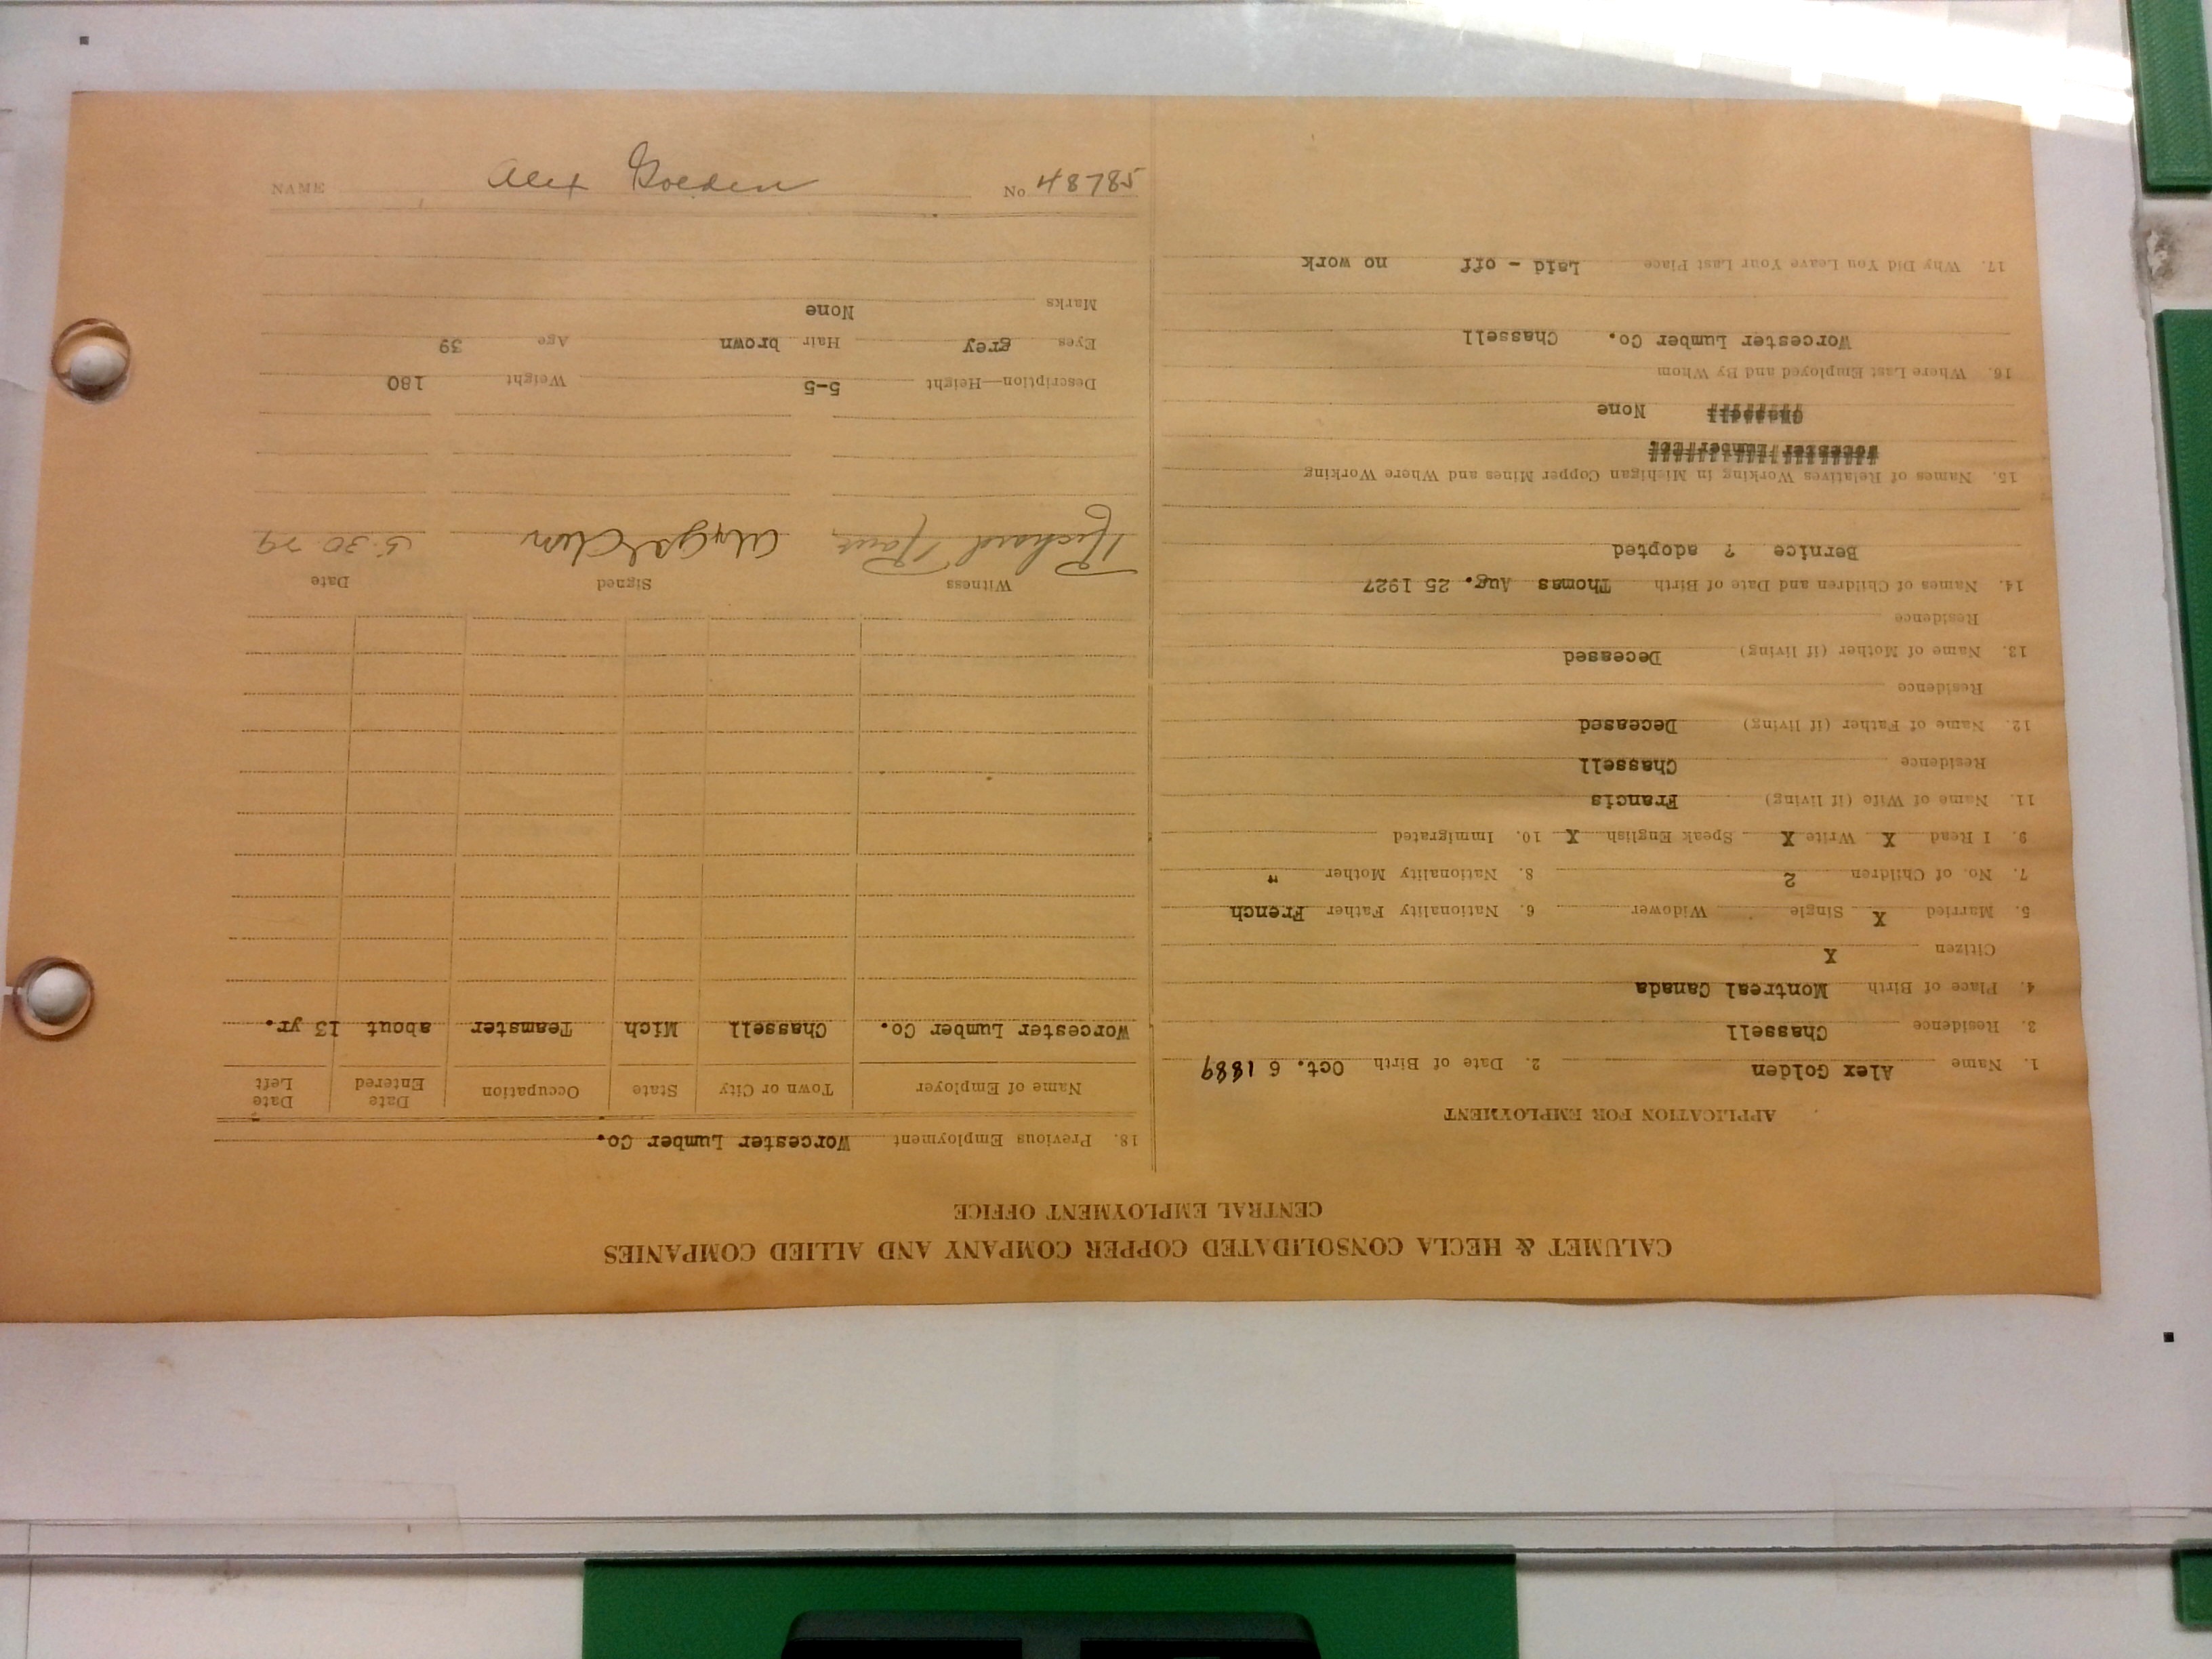 CALUMET & HECLA CONSOLIDATED COPPER COMPANY AND ALLIED COMPANIES
CENTRAL EMPLOYMENT OFFICE
APPLICATION FOR EMPLOYMENT
1. Name Alex Golden 2. Date of Birth Oct. 6 1889
3. Residence Chassell
4. Place of Birth Montreal Canada
Citizen X
5. Married X Single Widower 6. Nationality Father French
7. No. of Children 2 8. Nationality Mother "
9. I Read X Write X Speak English X 10. Immigrated
11. Name of Wife (if living) Francis
Residence Chassell
12. Name of Father (if living) Deceased
Residence
13. Name of Mother (if living) Deceased
Residence
14. Names of Children and Date of Birth Thomas Aug. 25 1927
Bernice ? adopted
15. Names of Relatives Working in Michigan Copper Mines and Where Working
Worcester Lumber
Chassell None
16. Where Last Employed and By Whom
Worcester Lumber Co. Chassell
17. Why Did You Leave Your Last Place Laid - off no work
18. Previous Employment Worcester Lumber Co.
Name of Employer Town or City State Occupation Date Entered Date Left
Worcester Lumber Co. Chassell Mich Teamster about 13 yr.
Witness Signed Date
Richard 5-30-29
Description—Height 5-5 Weight 180
Eyes grey Hair brown Age 39
Marks None
NAME Alex Golden No 48785